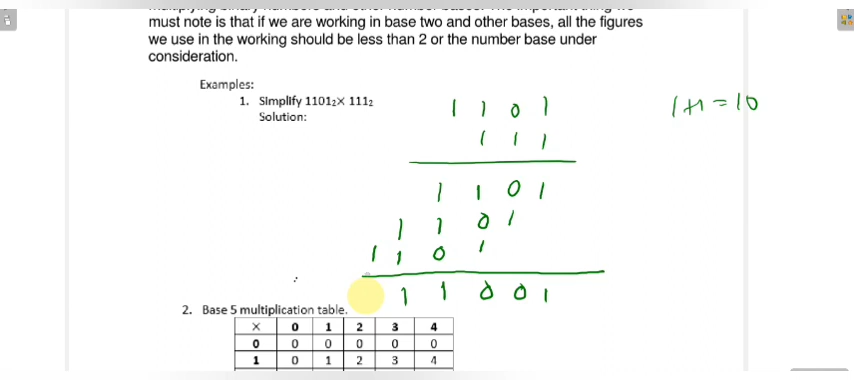 must note is that if we are working in base two and other bases, all the figures
we use in the working should be less than 2 or the number base under
consideration.
Examples:
1. Simplify 1101₂X 111₂
Solution:
1 1 0 1
1 1 1
1 1 0 1
1 1 0 1
1 1 0 1
1 1 0 0 1
1+1 = 10
2. Base 5 multiplication table.
X 0 1 2 3 4
0 0 0 0 0 0
1 0 1 2 3 4